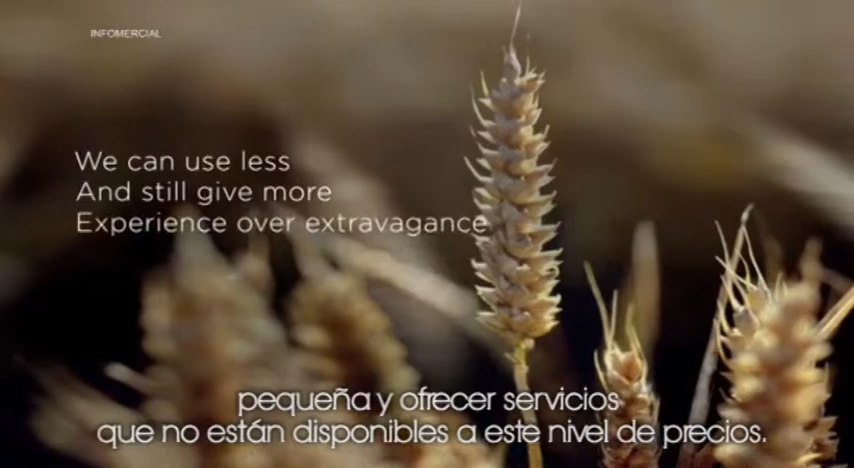 INFOMERCIAL
We can use less
And still give more
Experience over extravagance
pequeña y ofrecer servicios
que no están disponibles a este nivel de precios.